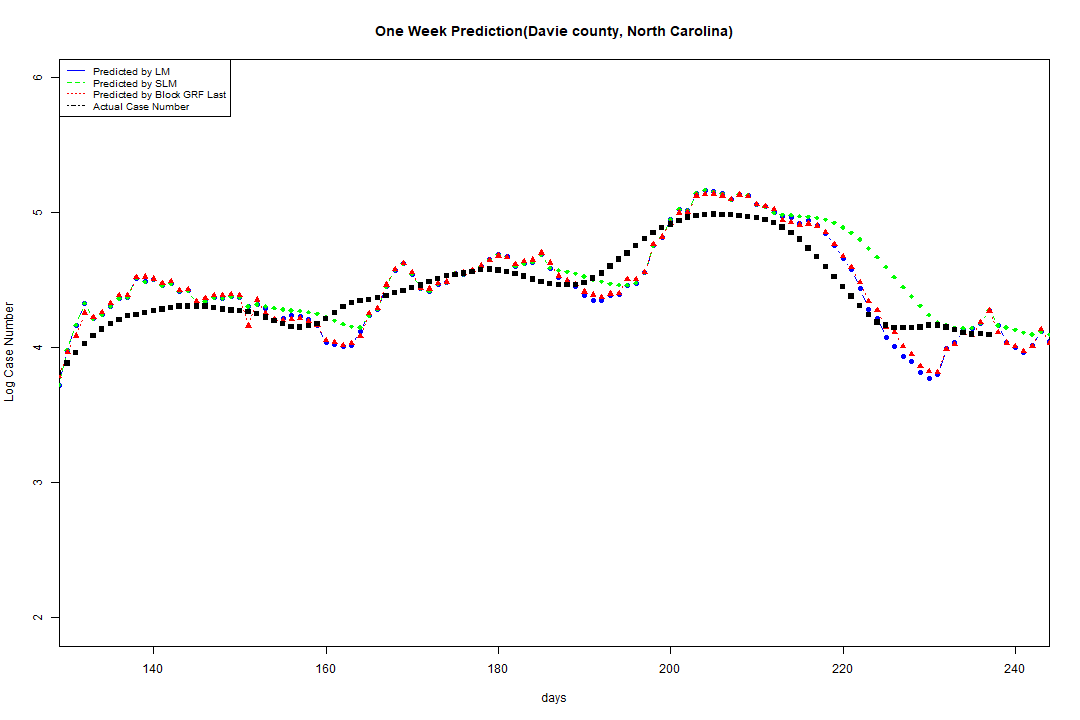 One Week Prediction(Davie county, North Carolina)
Predicted by LM
Predicted by SLM
Predicted by Block GRF Last
Actual Case Number
Log Case Number
6
5
4
3
2
140 160 180 200 220 240
days